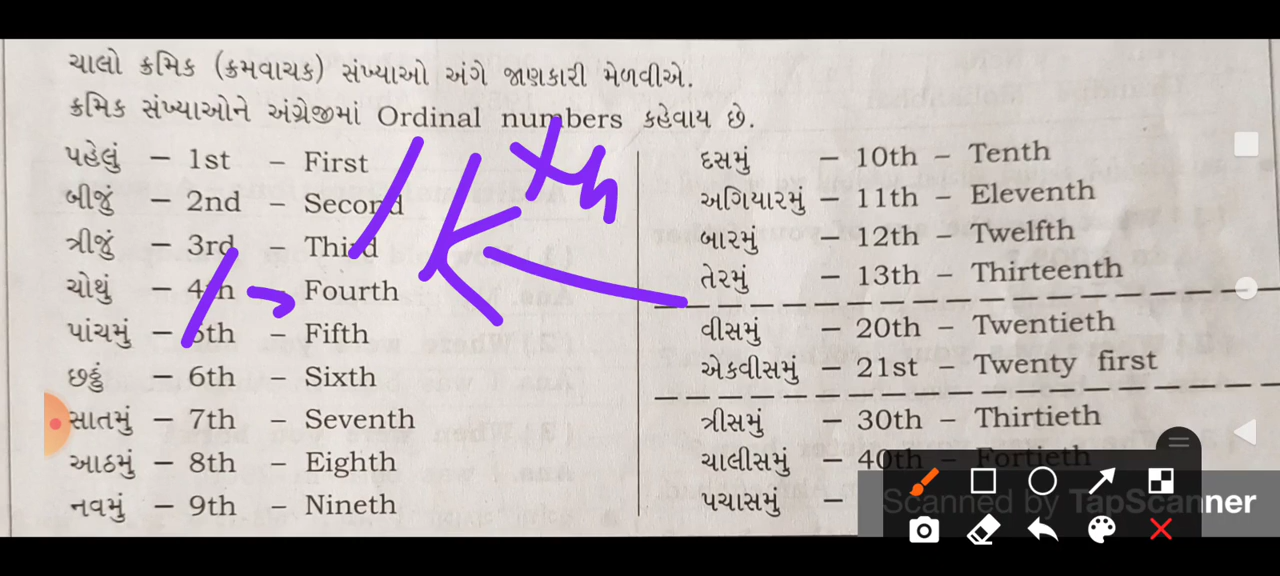 ચાલો ક્રમિક (ક્રમવાચક) સંખ્યાઓ અંગે જાણકારી મેળવીએ.
ક્રમિક સંખ્યાઓને અંગ્રેજીમાં Ordinal numbers કહેવાય છે.
પહેલું – 1st – First
બીજું – 2nd – Second
ત્રીજું – 3rd – Third
ચોથું – 4th – Fourth
પાંચમું – 5th – Fifth
છઠ્ઠું – 6th – Sixth
સાતમું – 7th – Seventh
આઠમું – 8th – Eighth
નવમું – 9th – Nineth
th
દસમું – 10th – Tenth
અગિયારમું – 11th – Eleventh
બારમું – 12th – Twelfth
તેરમું – 13th – Thirteenth
વીસમું – 20th – Twentieth
એકવીસમું – 21st – Twenty first
ત્રીસમું – 30th – Thirtieth
ચાલીસમું – 40th – Fortieth
પચાસમું –
Scanned by TapScanner